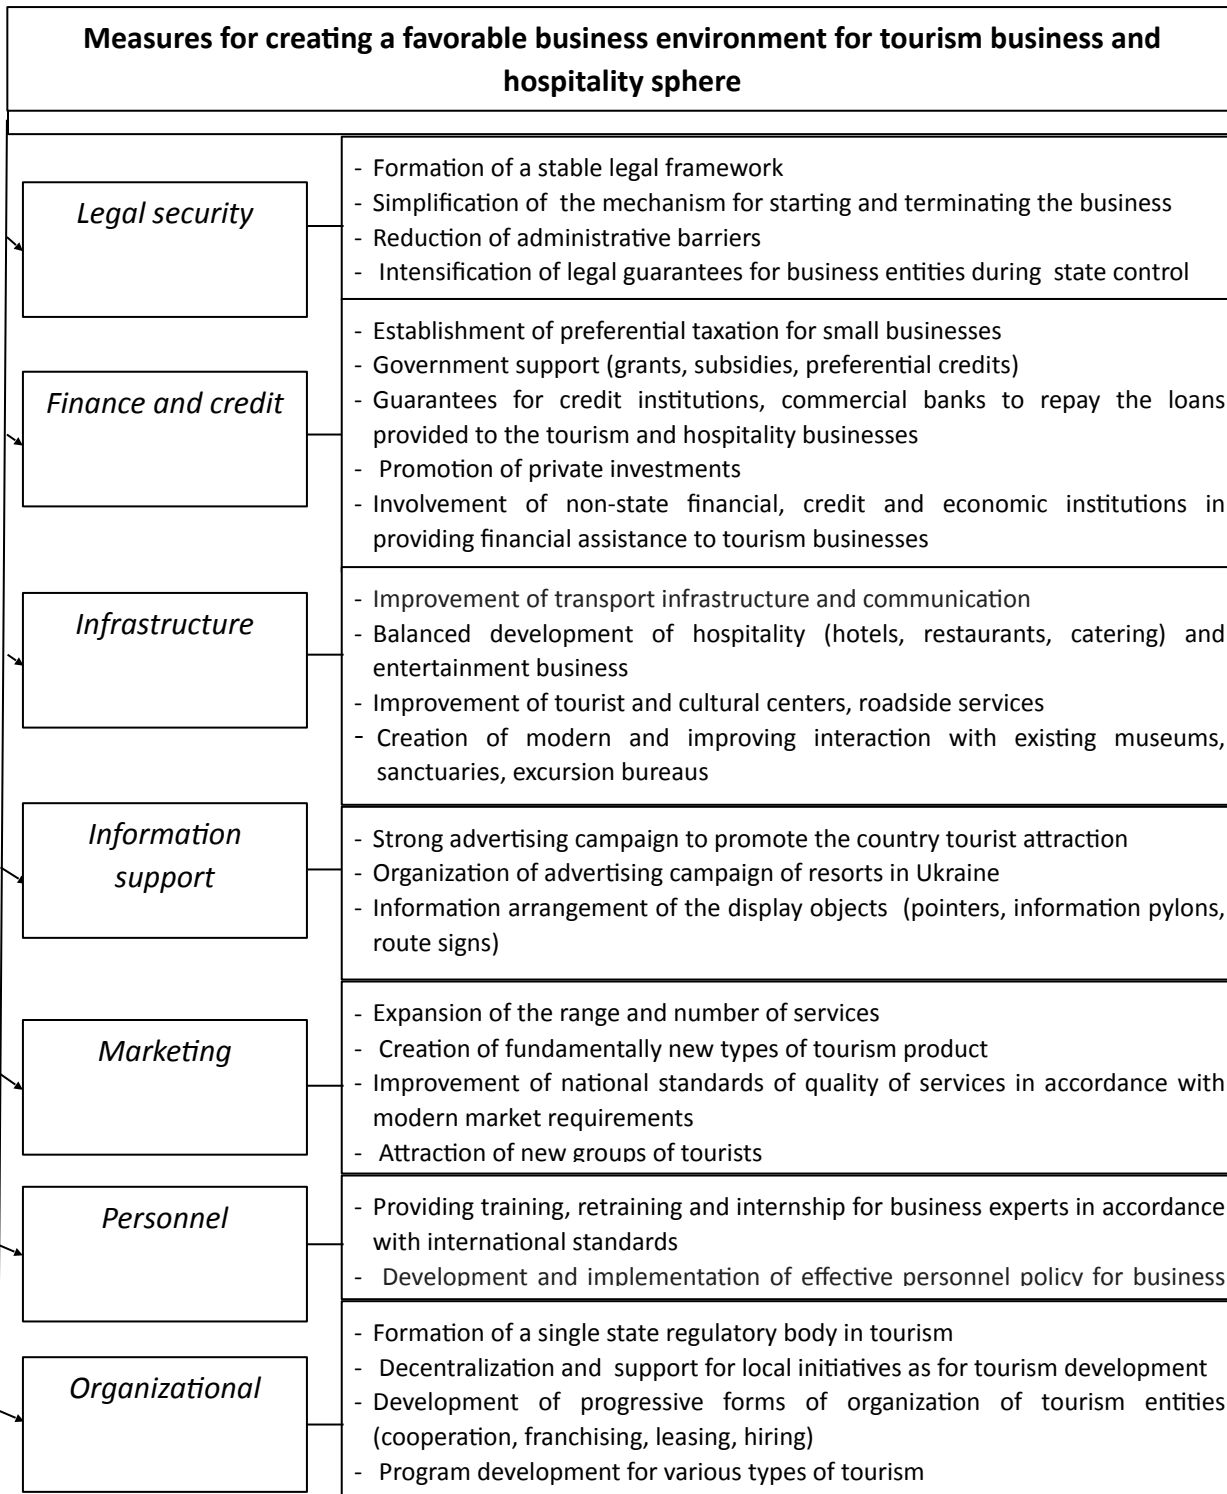 Measures for creating a favorable business environment for tourism business and
hospitality sphere
Legal security
- Formation of a stable legal framework
- Simplification of the mechanism for starting and terminating the business
- Reduction of administrative barriers
- Intensification of legal guarantees for business entities during state control
Finance and credit
- Establishment of preferential taxation for small businesses
- Government support (grants, subsidies, preferential credits)
- Guarantees for credit institutions, commercial banks to repay the loans
provided to the tourism and hospitality businesses
- Promotion of private investments
- Involvement of non-state financial, credit and economic institutions in
providing financial assistance to tourism businesses
Infrastructure
- Improvement of transport infrastructure and communication
- Balanced development of hospitality (hotels, restaurants, catering) and
entertainment business
- Improvement of tourist and cultural centers, roadside services
- Creation of modern and improving interaction with existing museums,
sanctuaries, excursion bureaus
Information
support
- Strong advertising campaign to promote the country tourist attraction
- Organization of advertising campaign of resorts in Ukraine
- Information arrangement of the display objects (pointers, information pylons,
route signs)
Marketing
- Expansion of the range and number of services
- Creation of fundamentally new types of tourism product
- Improvement of national standards of quality of services in accordance with
modern market requirements
- Attraction of new groups of tourists
Personnel
- Providing training, retraining and internship for business experts in accordance
with international standards
- Development and implementation of effective personnel policy for business
Organizational
- Formation of a single state regulatory body in tourism
- Decentralization and support for local initiatives as for tourism development
- Development of progressive forms of organization of tourism entities
(cooperation, franchising, leasing, hiring)
- Program development for various types of tourism